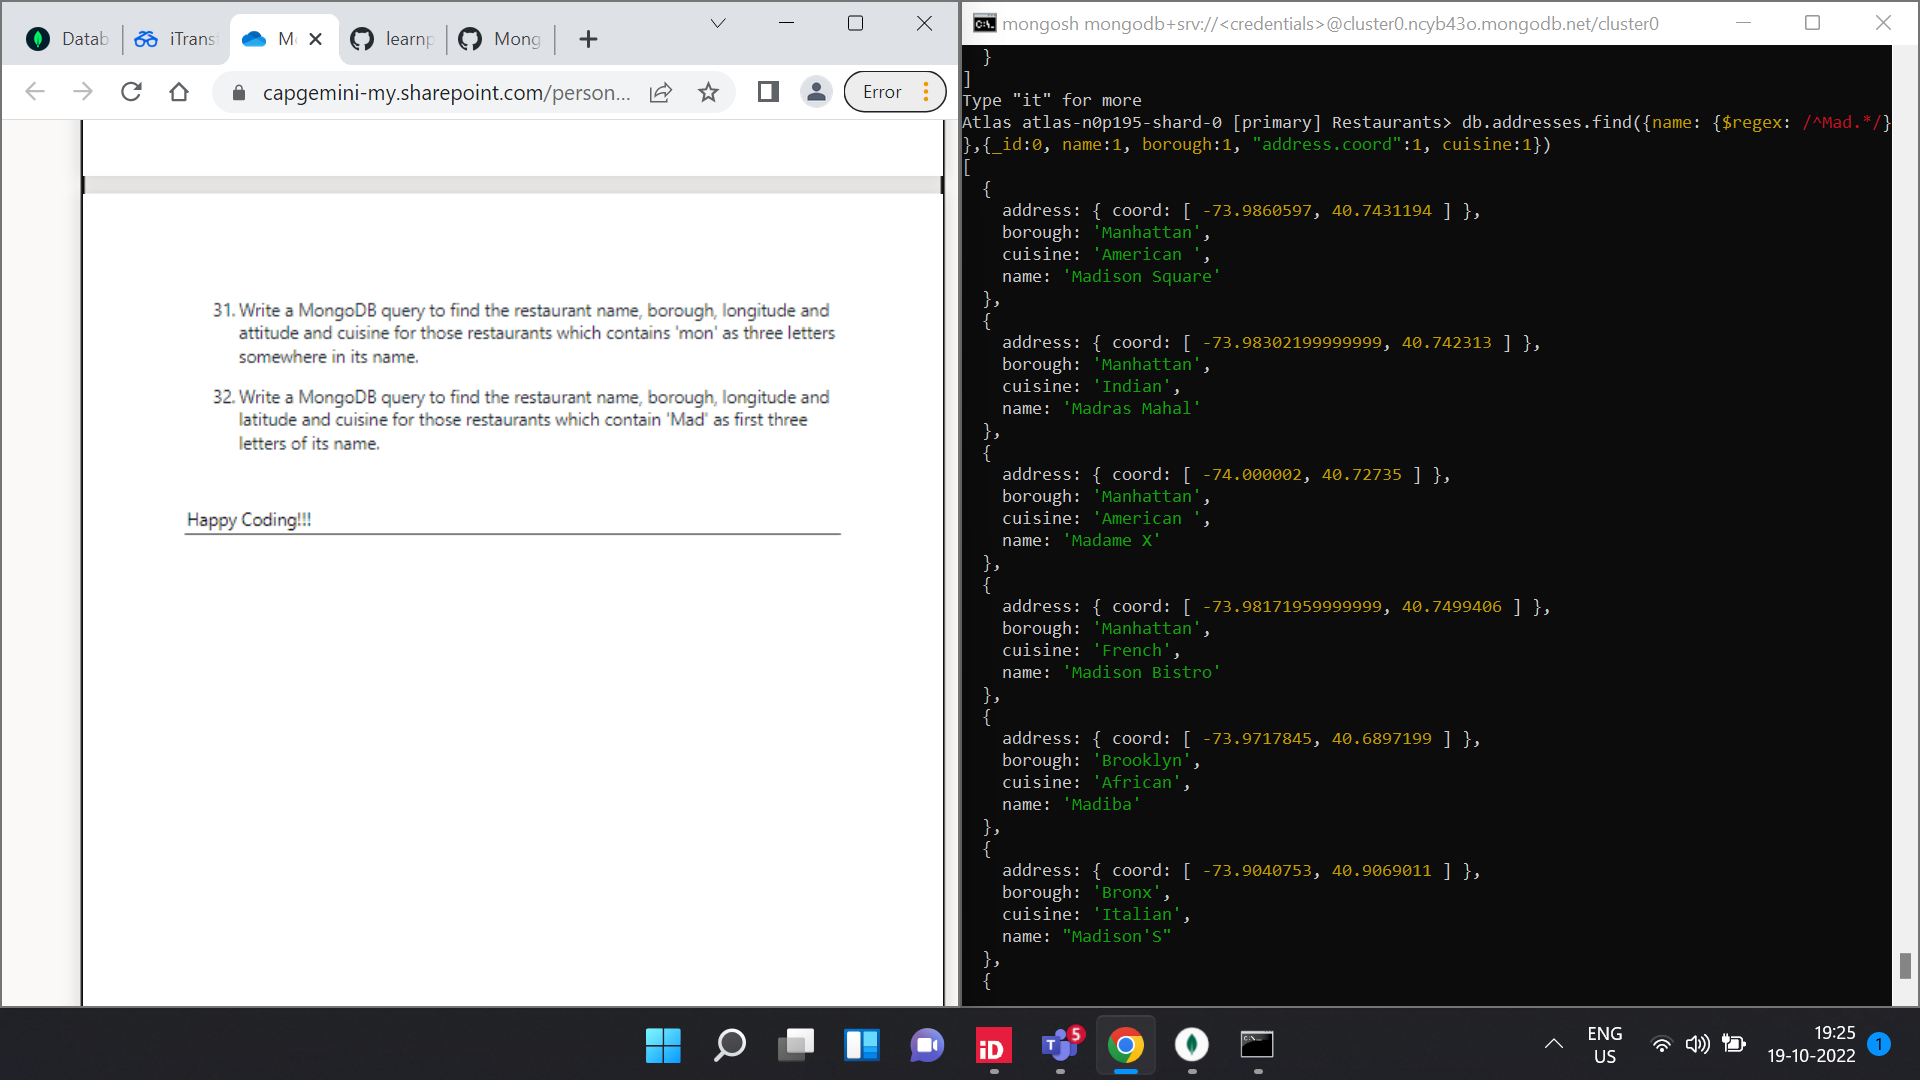 Datab
iTrans
M
learnp
Mong
capgemini-my.sharepoint.com/person...
Error
31. Write a MongoDB query to find the restaurant name, borough, longitude and
attitude and cuisine for those restaurants which contains 'mon' as three letters
somewhere in its name.
32. Write a MongoDB query to find the restaurant name, borough, longitude and
latitude and cuisine for those restaurants which contain 'Mad' as first three
letters of its name.
Happy Coding!!!
mongosh mongodb+srv://<credentials>@cluster0.ncyb43o.mongodb.net/cluster0
}
]
Type "it" for more
Atlas atlas-n0p195-shard-0 [primary] Restaurants> db.addresses.find({name: {$regex: /^Mad.*/}
},{_id:0, name:1, borough:1, "address.coord":1, cuisine:1})
[
{
address: { coord: [ -73.9860597, 40.7431194 ] },
borough: 'Manhattan',
cuisine: 'American ',
name: 'Madison Square'
},
{
address: { coord: [ -73.98302199999999, 40.742313 ] },
borough: 'Manhattan',
cuisine: 'Indian',
name: 'Madras Mahal'
},
{
address: { coord: [ -74.000002, 40.72735 ] },
borough: 'Manhattan',
cuisine: 'American ',
name: 'Madame X'
},
{
address: { coord: [ -73.98171959999999, 40.7499406 ] },
borough: 'Manhattan',
cuisine: 'French',
name: 'Madison Bistro'
},
{
address: { coord: [ -73.9717845, 40.6897199 ] },
borough: 'Brooklyn',
cuisine: 'African',
name: 'Madiba'
},
{
address: { coord: [ -73.9040753, 40.9069011 ] },
borough: 'Bronx',
cuisine: 'Italian',
name: "Madison'S"
},
{
iD
T
5
ENG
US
19:25
19-10-2022
1